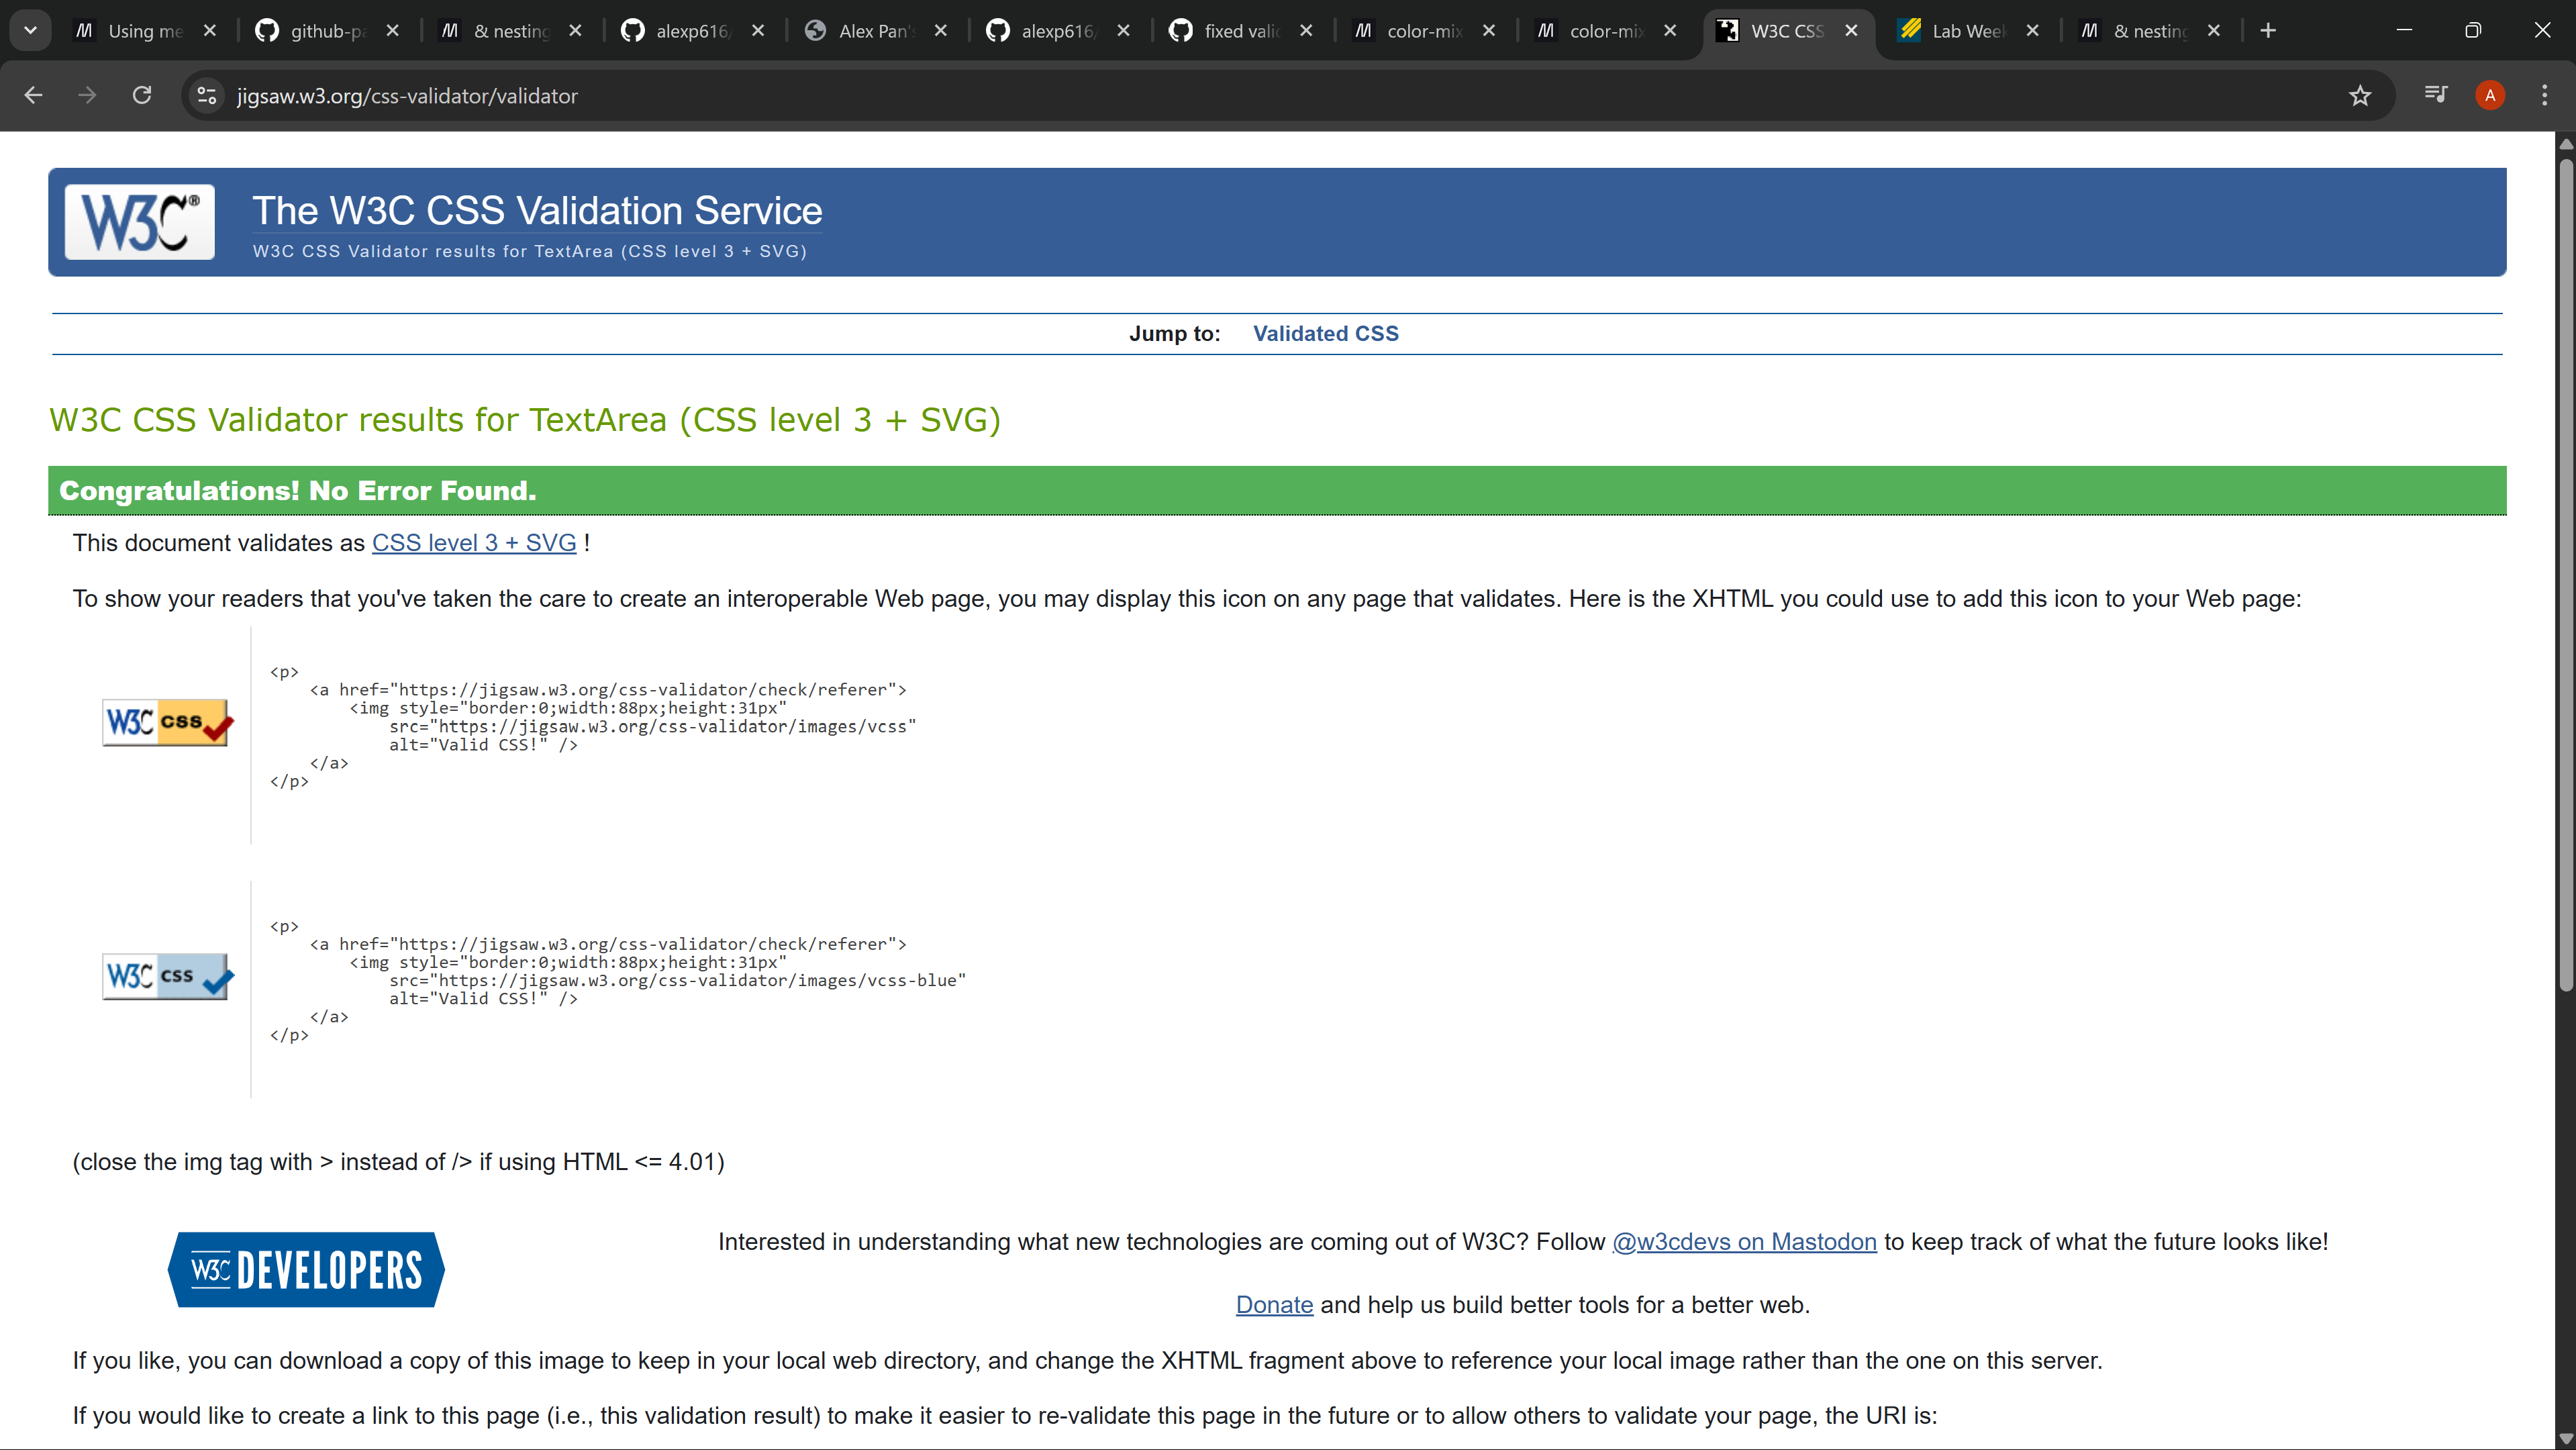 Using me
github-pa
& nesting
alexp616/
Alex Pan's
alexp616/
fixed valid
color-mix
color-mix
W3C CSS
Lab Week
& nesting
jigsaw.w3.org/css-validator/validator
A
W3C®
The W3C CSS Validation Service
W3C CSS Validator results for TextArea (CSS level 3 + SVG)
Jump to: Validated CSS
W3C CSS Validator results for TextArea (CSS level 3 + SVG)
Congratulations! No Error Found.
This document validates as CSS level 3 + SVG !
To show your readers that you've taken the care to create an interoperable Web page, you may display this icon on any page that validates. Here is the XHTML you could use to add this icon to your Web page:
W3C css
<p>
<a href="https://jigsaw.w3.org/css-validator/check/referer">
<img style="border:0;width:88px;height:31px"
src="https://jigsaw.w3.org/css-validator/images/vcss"
alt="Valid CSS!" />
</a>
</p>
W3C css
<p>
<a href="https://jigsaw.w3.org/css-validator/check/referer">
<img style="border:0;width:88px;height:31px"
src="https://jigsaw.w3.org/css-validator/images/vcss-blue"
alt="Valid CSS!" />
</a>
</p>
(close the img tag with > instead of /> if using HTML <= 4.01)
W3C DEVELOPERS
Interested in understanding what new technologies are coming out of W3C? Follow @w3cdevs on Mastodon to keep track of what the future looks like!
Donate and help us build better tools for a better web.
If you like, you can download a copy of this image to keep in your local web directory, and change the XHTML fragment above to reference your local image rather than the one on this server.
If you would like to create a link to this page (i.e., this validation result) to make it easier to re-validate this page in the future or to allow others to validate your page, the URI is: